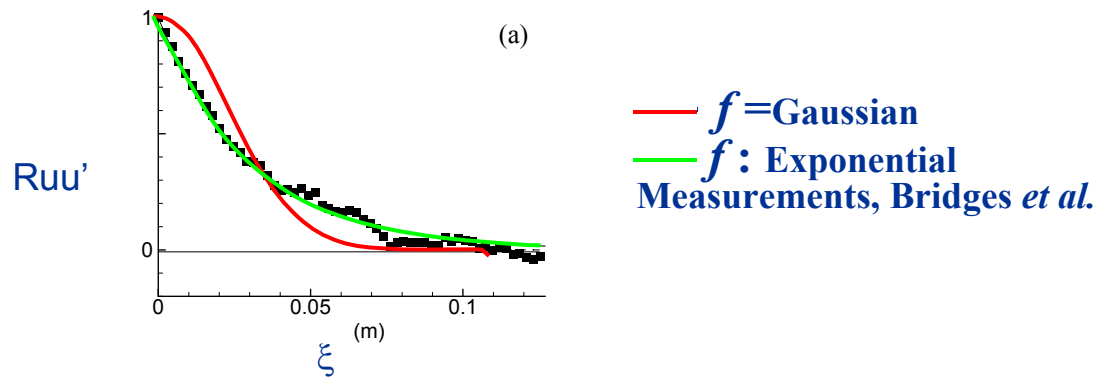 1
(a)
f =Gaussian
f : Exponential
Measurements, Bridges et al.
Ruu’
0
0 0.05 0.1
(m)
ξ